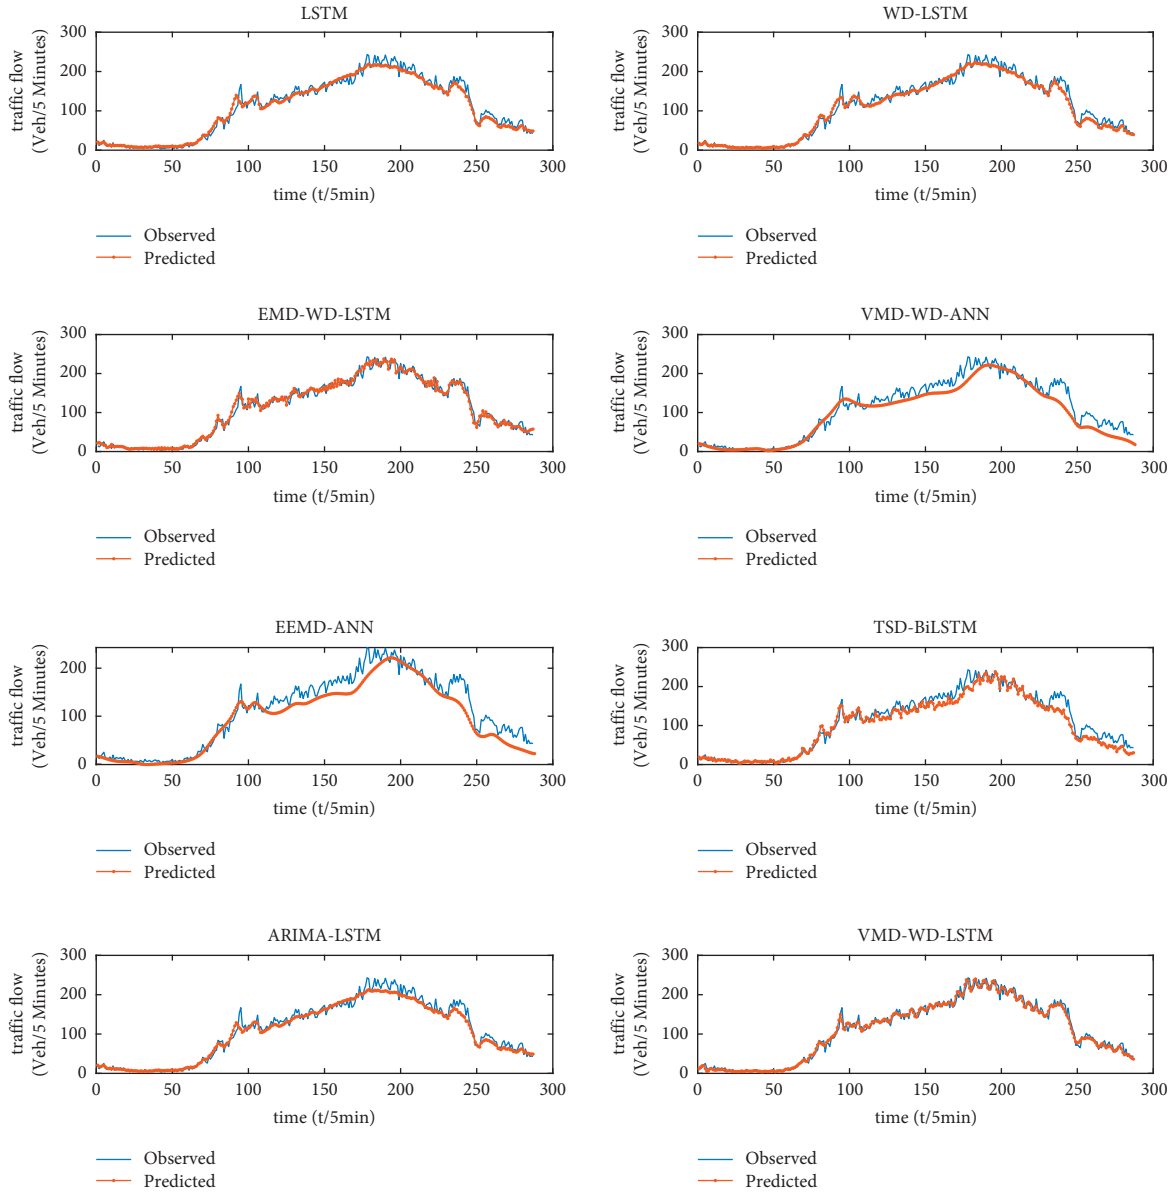 LSTM
traffic flow
(Veh/5 Minutes)
300
200
100
0
0 50 100 150 200 250 300
time (t/5min)
Observed
Predicted
WD-LSTM
traffic flow
(Veh/5 Minutes)
300
200
100
0
0 50 100 150 200 250 300
time (t/5min)
Observed
Predicted
EMD-WD-LSTM
traffic flow
(Veh/5 Minutes)
300
200
100
0
0 50 100 150 200 250 300
time (t/5min)
Observed
Predicted
VMD-WD-ANN
traffic flow
(Veh/5 Minutes)
300
200
100
0
0 50 100 150 200 250 300
time (t/5min)
Observed
Predicted
EEMD-ANN
traffic flow
(Veh/5 Minutes)
200
100
0
0 50 100 150 200 250 300
time (t/5min)
Observed
Predicted
TSD-BiLSTM
traffic flow
(Veh/5 Minutes)
300
200
100
0
0 50 100 150 200 250 300
time (t/5min)
Observed
Predicted
ARIMA-LSTM
traffic flow
(Veh/5 Minutes)
300
200
100
0
0 50 100 150 200 250 300
time (t/5min)
Observed
Predicted
VMD-WD-LSTM
traffic flow
(Veh/5 Minutes)
300
200
100
0
0 50 100 150 200 250 300
time (t/5min)
Observed
Predicted